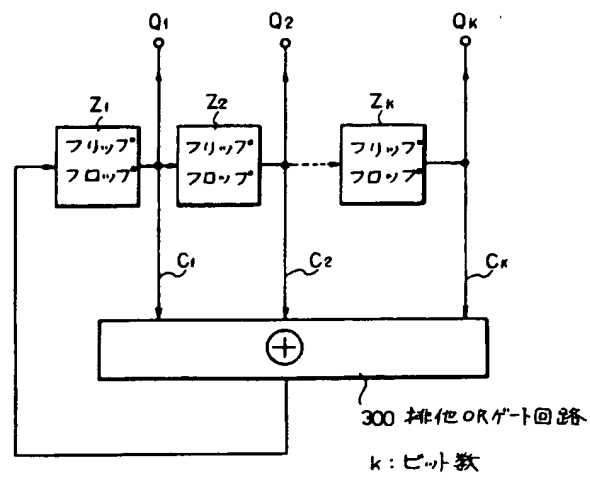 Q1 Q2 Qk
Z1 Z2 Zk
フリップ フリップ フリップ
フロップ フロップ フロップ
C1 C2 Ck
⊕
300 排他ORゲート回路
k:ビット数